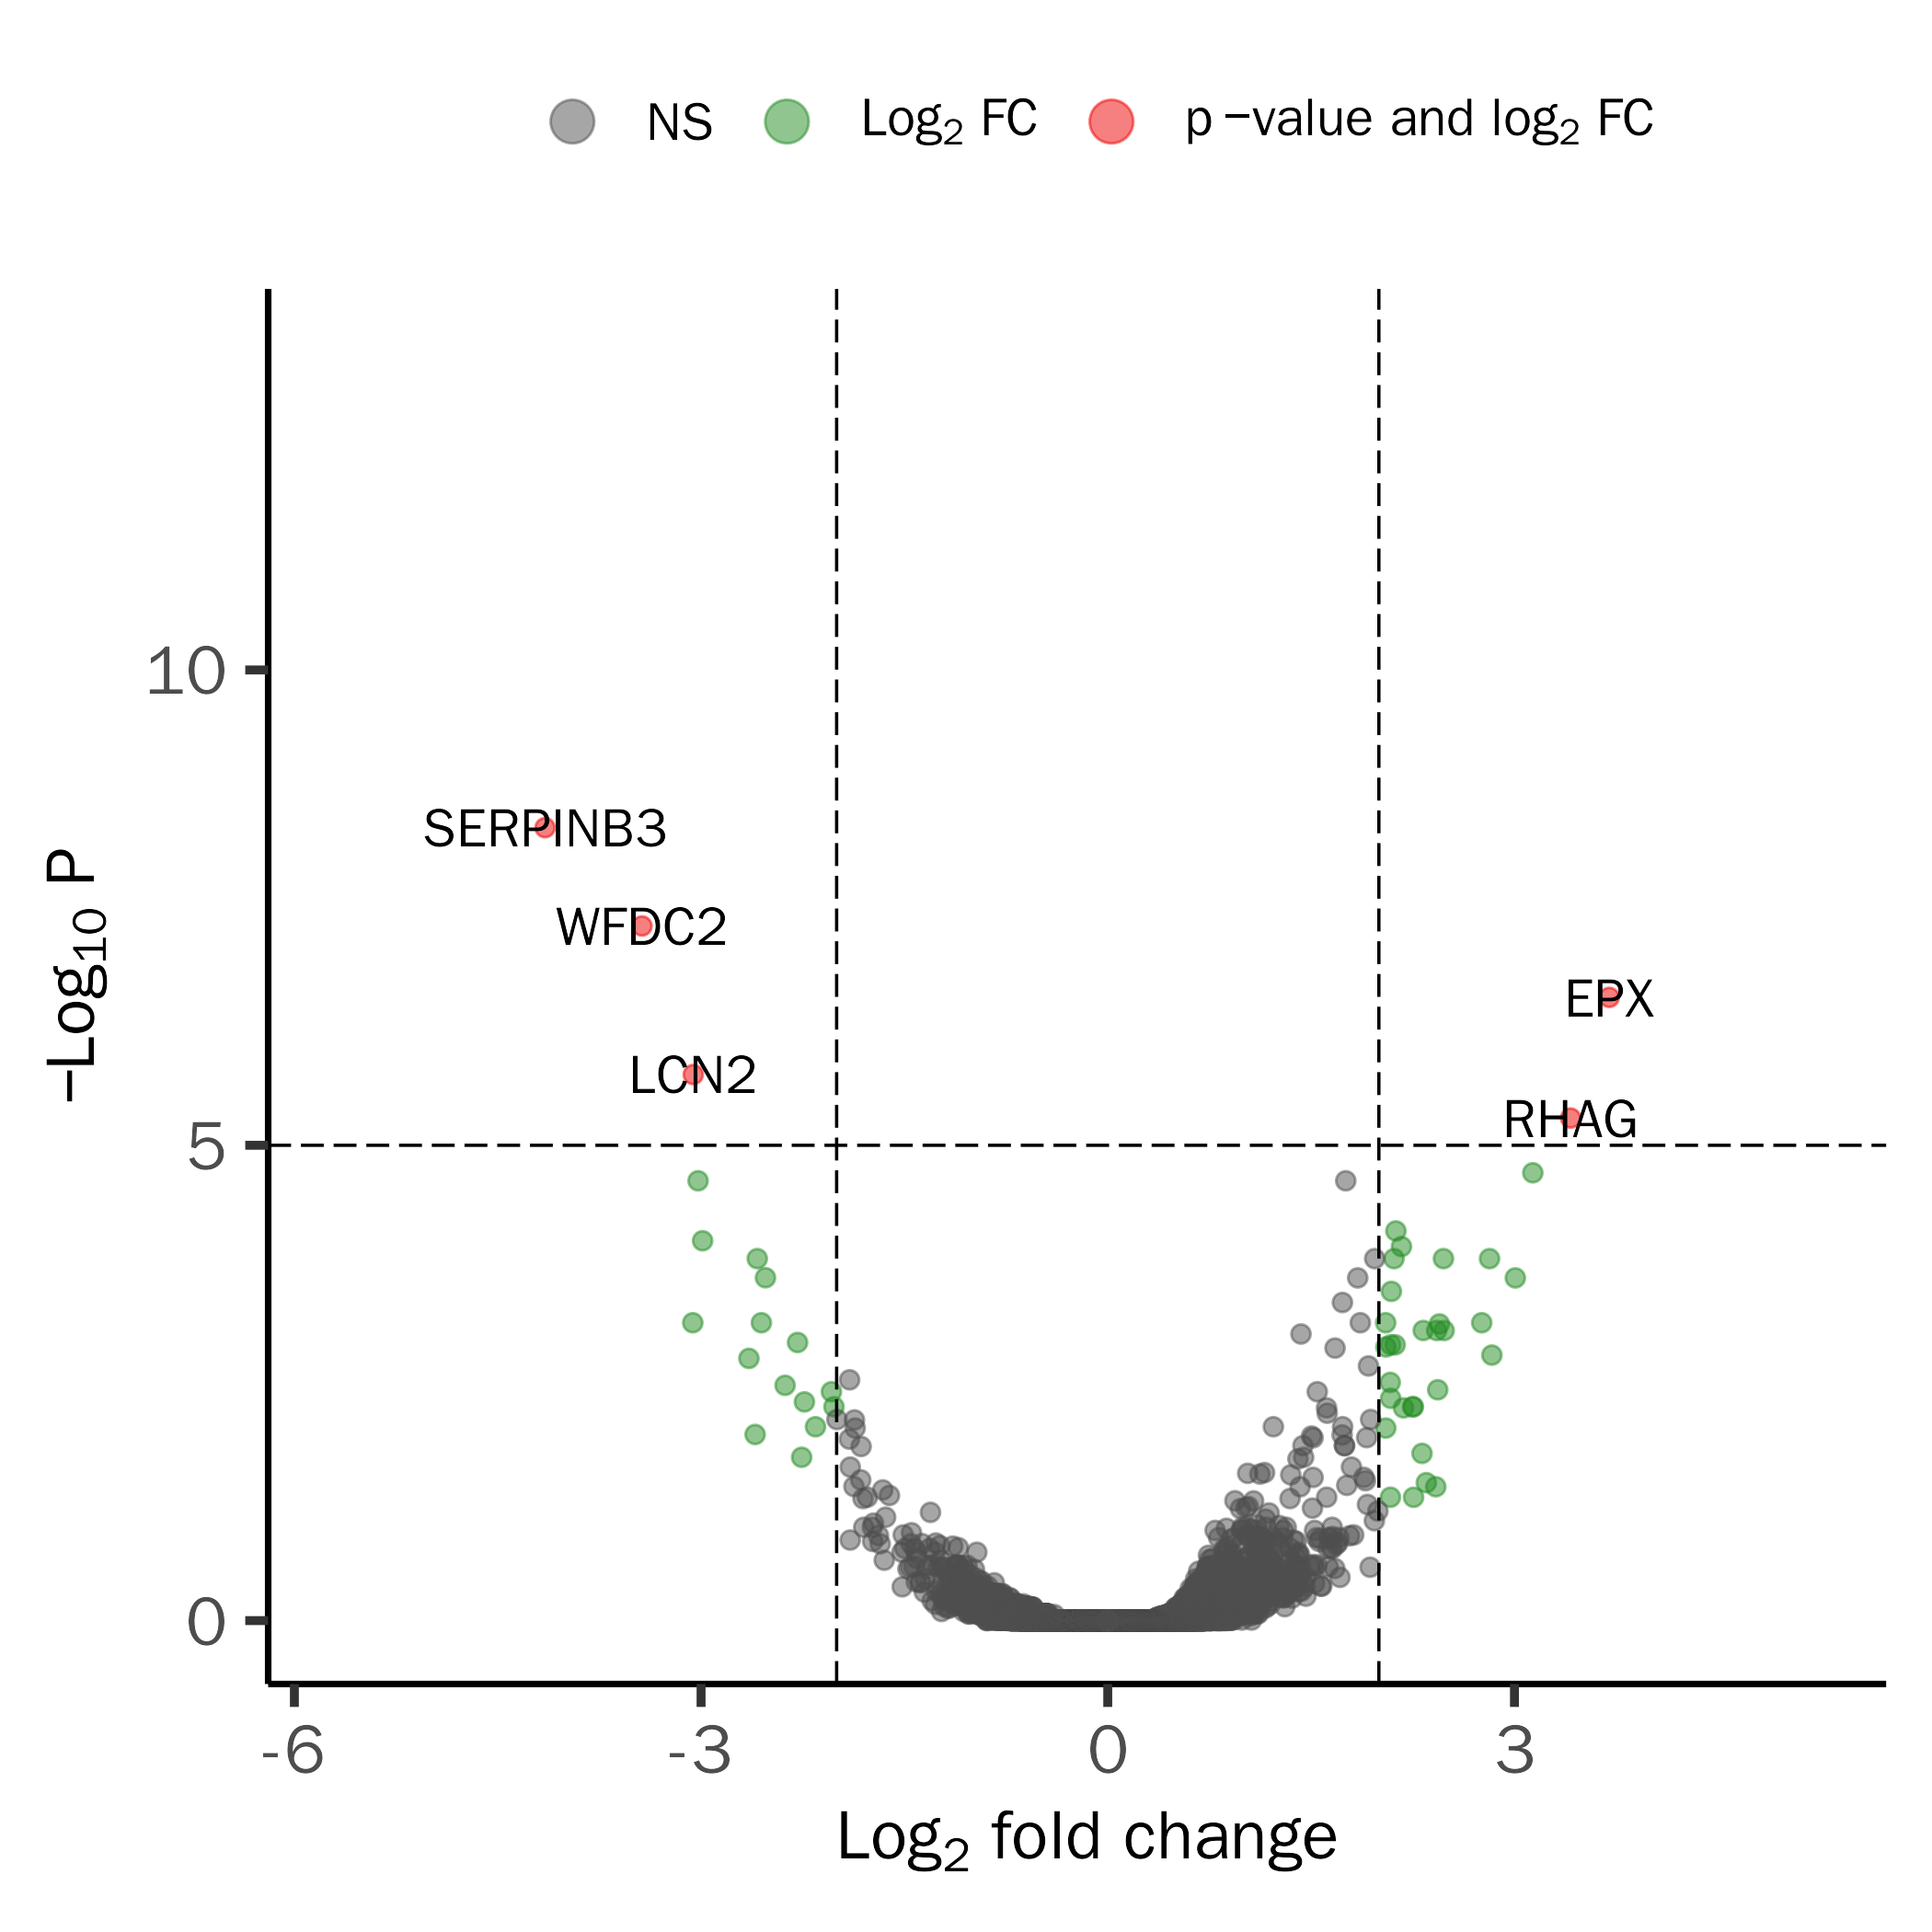 NS Log2 FC p −value and log2 FC
10
SERPINB3
WFDC2
EPX
LCN2
RHAG
5
0
−Log10 P
-6 -3 0 3
Log2 fold change